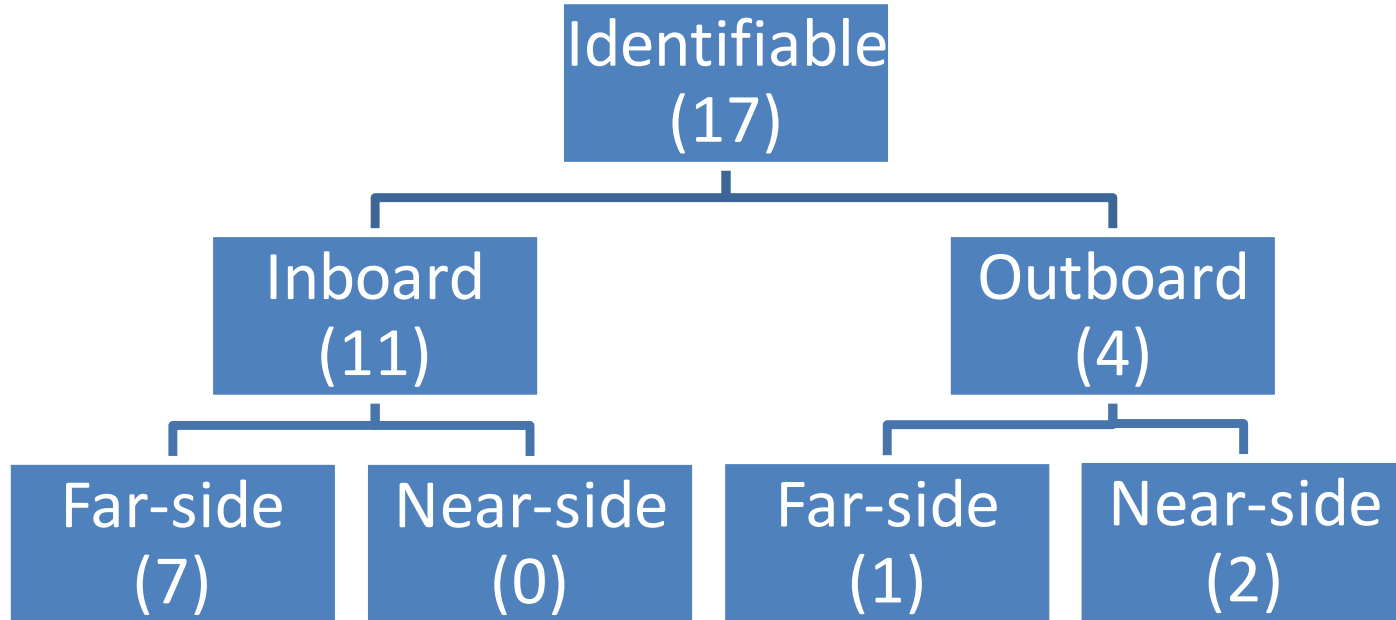 Identifiable
(17)
Inboard
(11)
Outboard
(4)
Far-side
(7)
Near-side
(0)
Far-side
(1)
Near-side
(2)